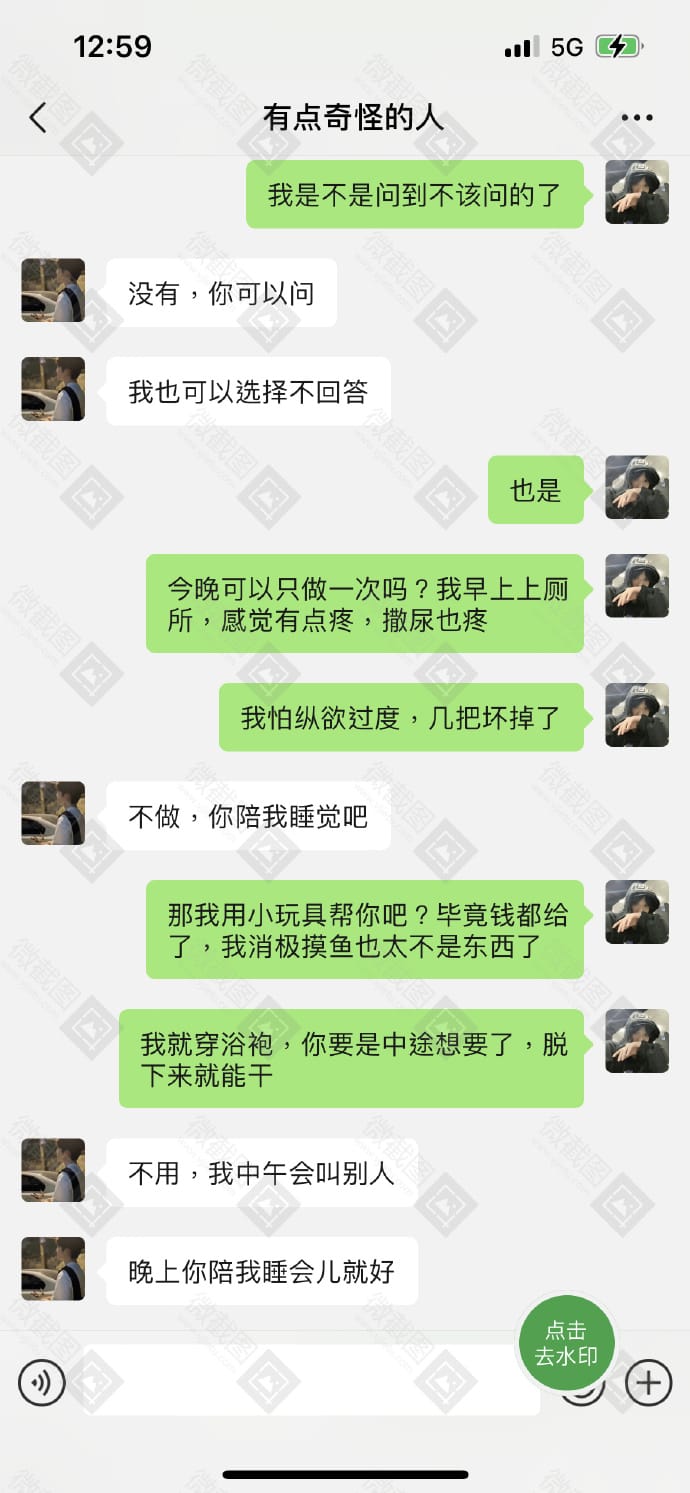 12:59
5G
有点奇怪的人
我是不是问到不该问的了
没有，你可以问
我也可以选择不回答
也是
今晚可以只做一次吗？我早上上厕
所，感觉有点疼，撒尿也疼
我怕纵欲过度，几把坏掉了
不做，你陪我睡觉吧
那我用小玩具帮你吧？毕竟钱都给
了，我消极摸鱼也太不是东西了
我就穿浴袍，你要是中途想要了，脱
下来就能干
不用，我中午会叫别人
晚上你陪我睡会儿就好
点击
去水印
微截图